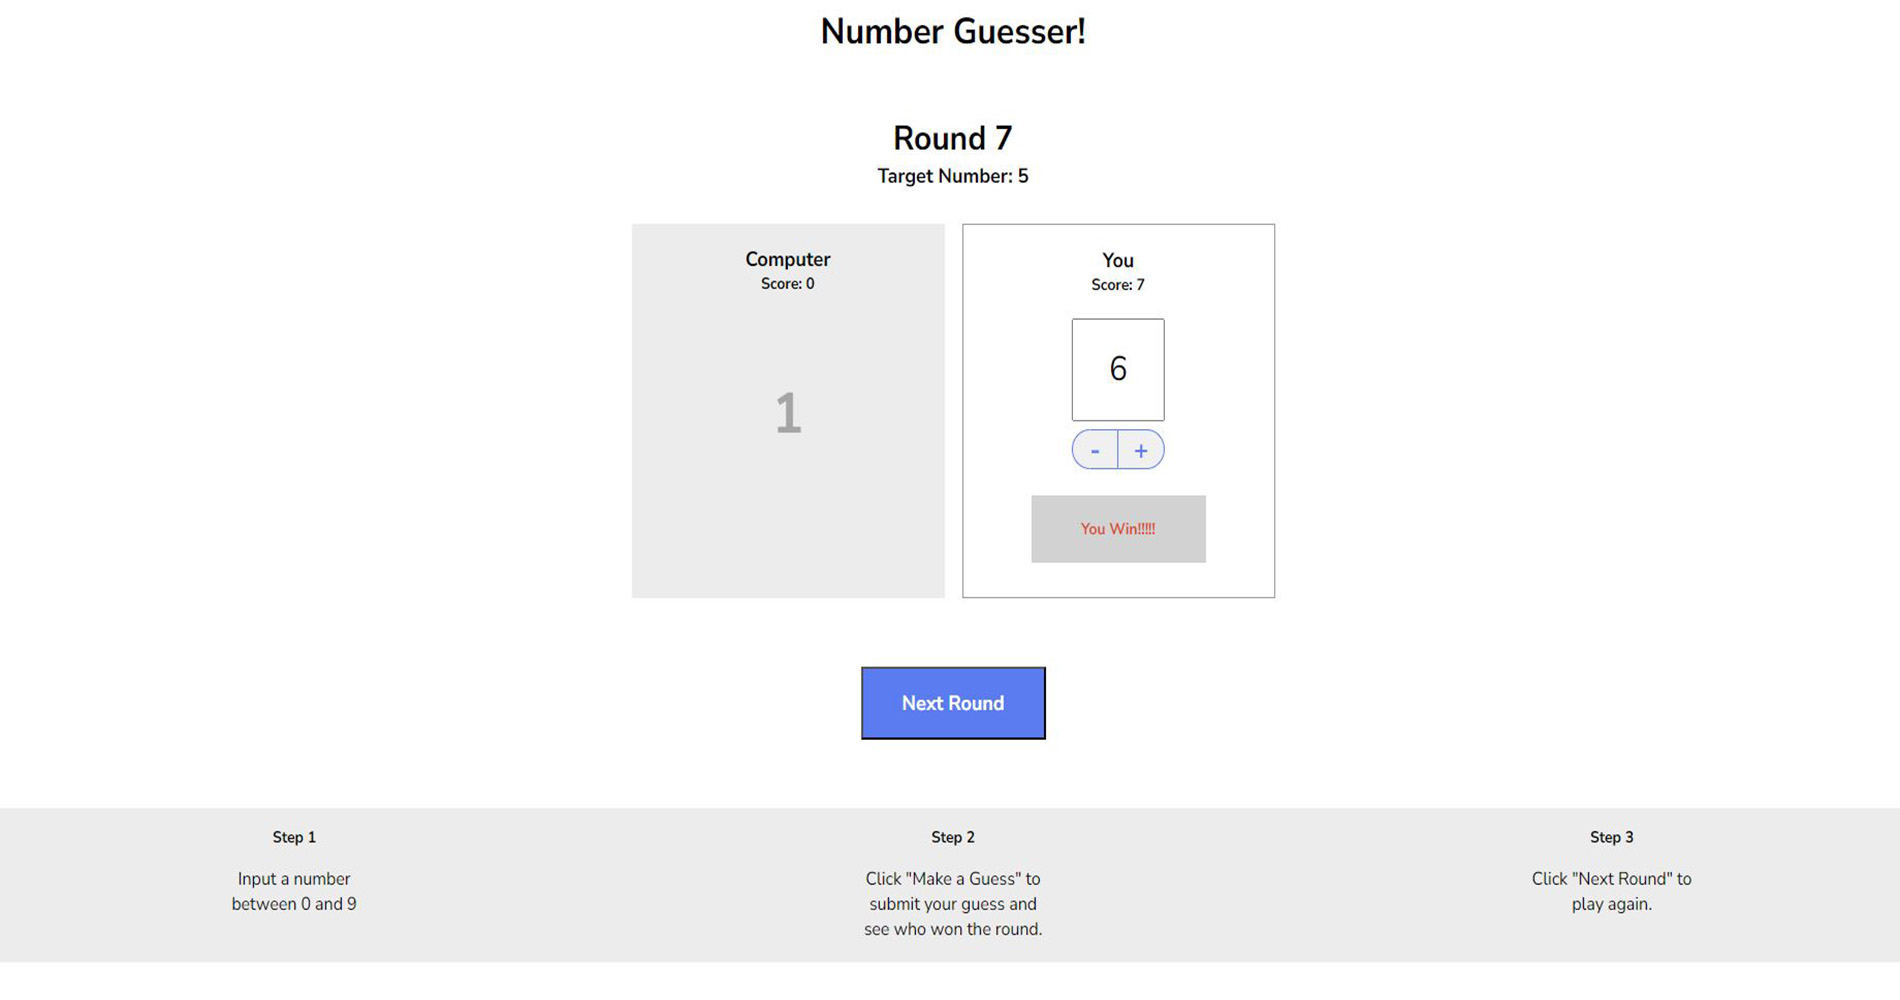 Number Guesser!
Round 7
Target Number: 5
Computer
Score: 0
1
You
Score: 7
6
- +
You Win!!!!!
Next Round
Step 1
Input a number
between 0 and 9
Step 2
Click "Make a Guess" to
submit your guess and
see who won the round.
Step 3
Click "Next Round" to
play again.